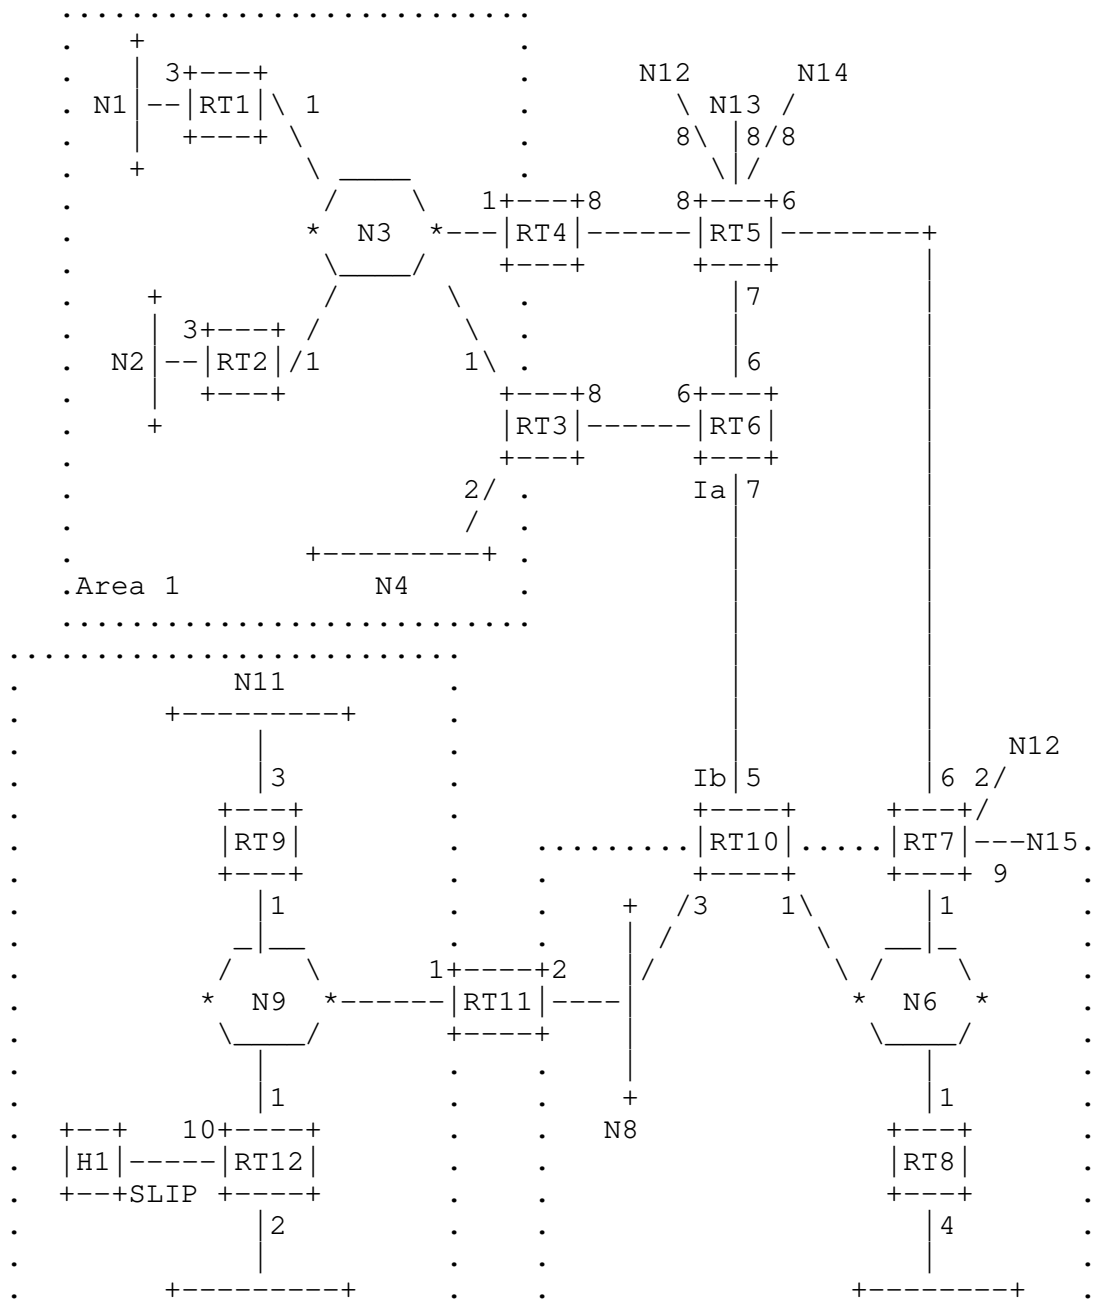 3
N12 N14
N1 RT1 1 N13
8 8 8
1 8 8 6
N3 RT4 RT5
7
3
N2 RT2 1 1 6
8 6
RT3 RT6
2 Ia 7
Area 1 N4
N11
N12
3 Ib 5 6 2
RT9 RT10 RT7 N15
9
1 3 1 1
1 2
N9 RT11 N6
1 1
10 N8
H1 RT12 RT8
SLIP
2 4